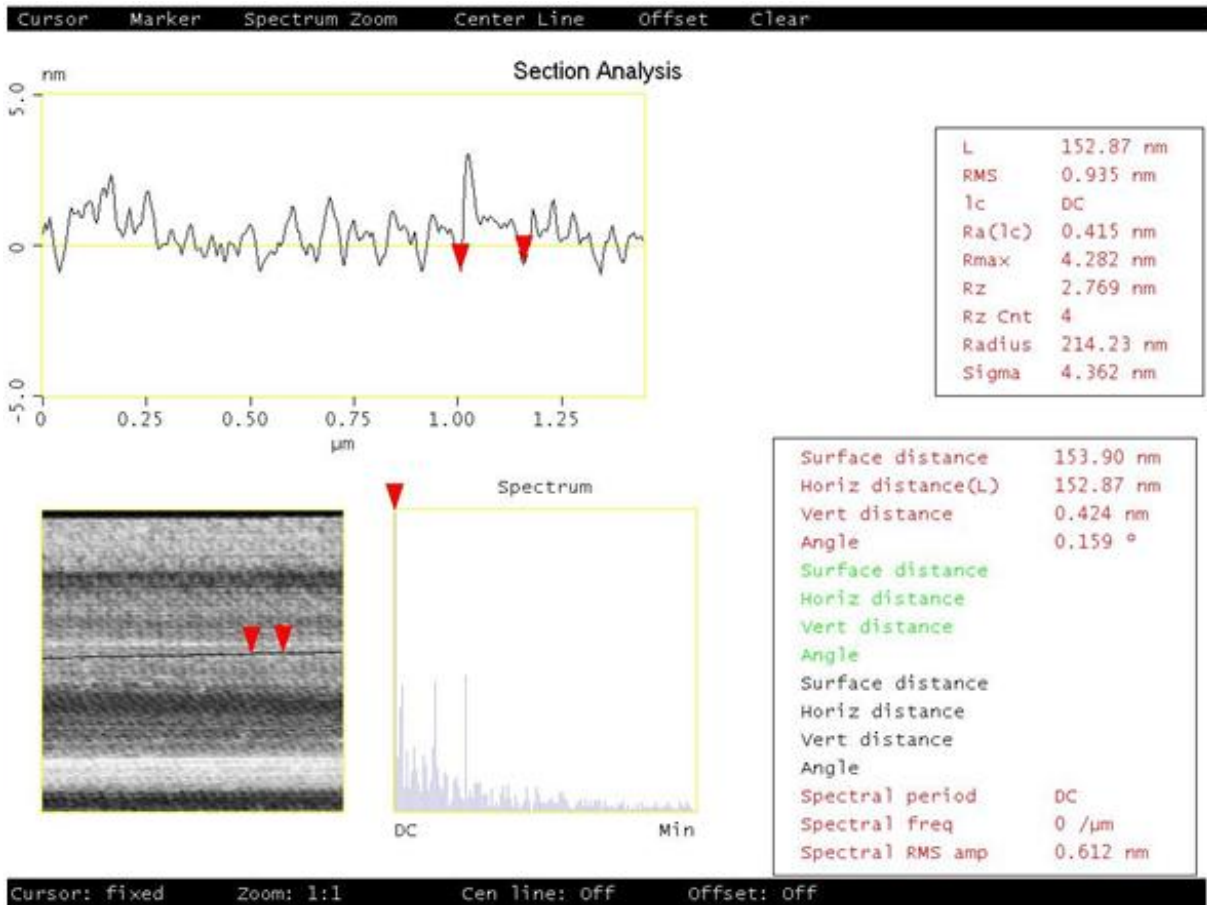 Cursor Marker Spectrum Zoom Center Line Offset Clear
Section Analysis
nm
5.0
0
-5.0
0 0.25 0.50 0.75 1.00 1.25
µm
L 152.87 nm
RMS 0.935 nm
lc DC
Ra(lc) 0.415 nm
Rmax 4.282 nm
Rz 2.769 nm
Rz Cnt 4
Radius 214.23 nm
Sigma 4.362 nm
Spectrum
DC Min
Surface distance 153.90 nm
Horiz distance(L) 152.87 nm
Vert distance 0.424 nm
Angle 0.159 °
Surface distance
Horiz distance
Vert distance
Angle
Surface distance
Horiz distance
Vert distance
Angle
Spectral period DC
Spectral freq 0 /µm
Spectral RMS amp 0.612 nm
Cursor: fixed Zoom: 1:1 Cen line: Off Offset: Off